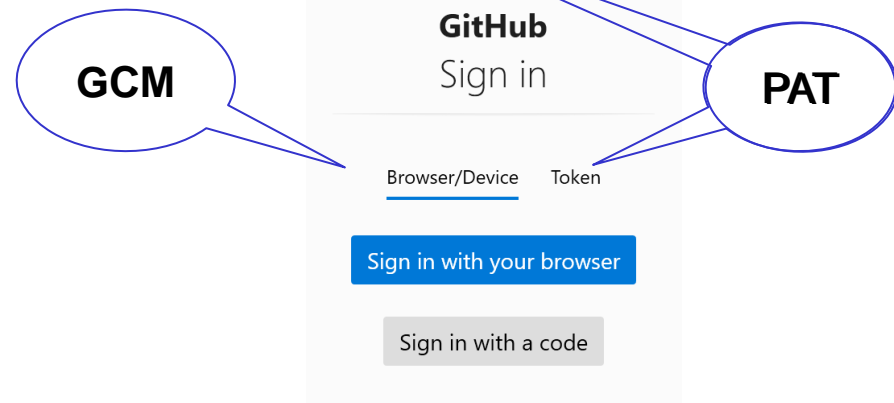 GitHub
Sign in
GCM
PAT
Browser/Device Token
Sign in with your browser
Sign in with a code